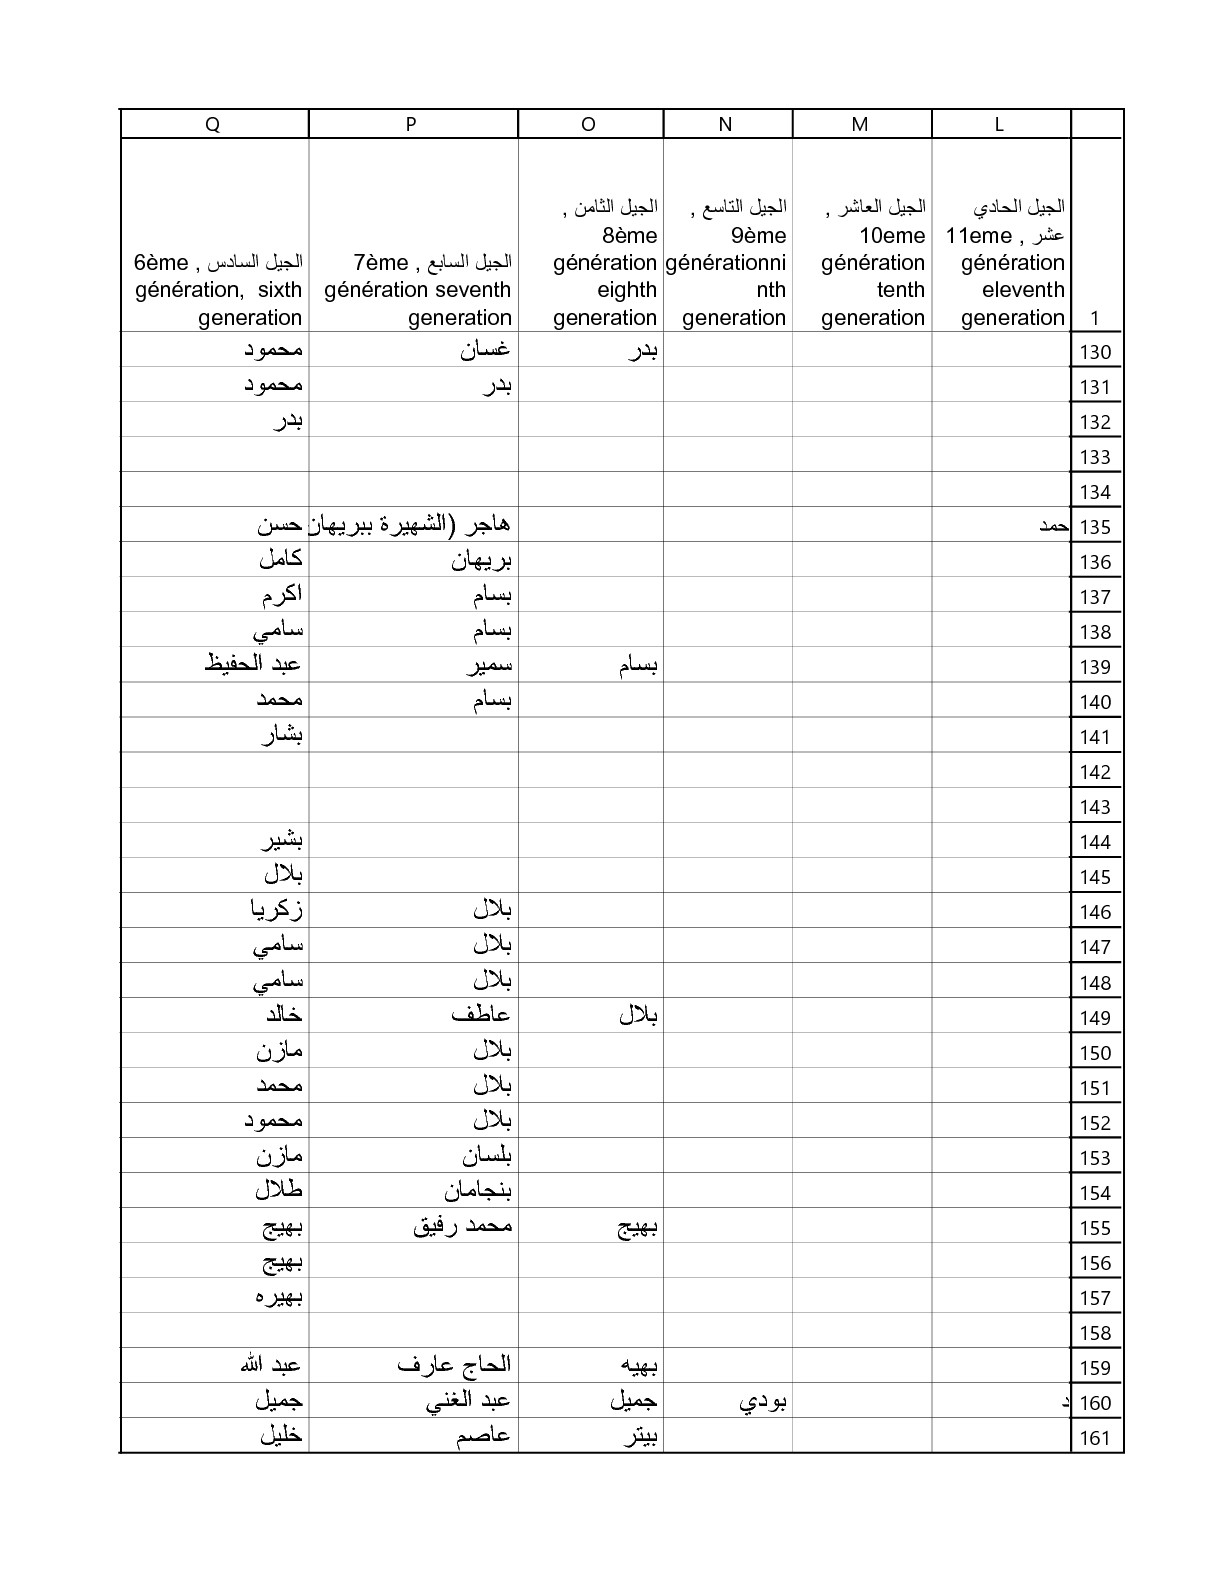 L M N O P Q
1 الجيل الحادي عشر , 11eme génération eleventh generation الجيل العاشر , 10eme génération tenth generation الجيل التاسع , 9ème générationni nth generation الجيل الثامن , 8ème génération eighth generation الجيل السابع , 7ème génération seventh generation الجيل السادس , 6ème génération, sixth generation
130 بدر غسان محمود
131 بدر محمود
132 بدر
133
134
135 حمد هاجر (الشهيرة ببريهان حسن
136 بريهان كامل
137 بسام اكرم
138 بسام سامي
139 بسام سمير عبد الحفيظ
140 بسام محمد
141 بشار
142
143
144 بشير
145 بلال
146 بلال زكريا
147 بلال سامي
148 بلال سامي
149 بلال عاطف خالد
150 بلال مازن
151 بلال محمد
152 بلال محمود
153 بلسان مازن
154 بنجامان طلال
155 بهيج محمد رفيق بهيج
156 بهيج
157 بهيره
158
159 بهيه الحاج عارف عبد الله
160 د بودي جميل عبد الغني جميل
161 بيتر عاصم خليل